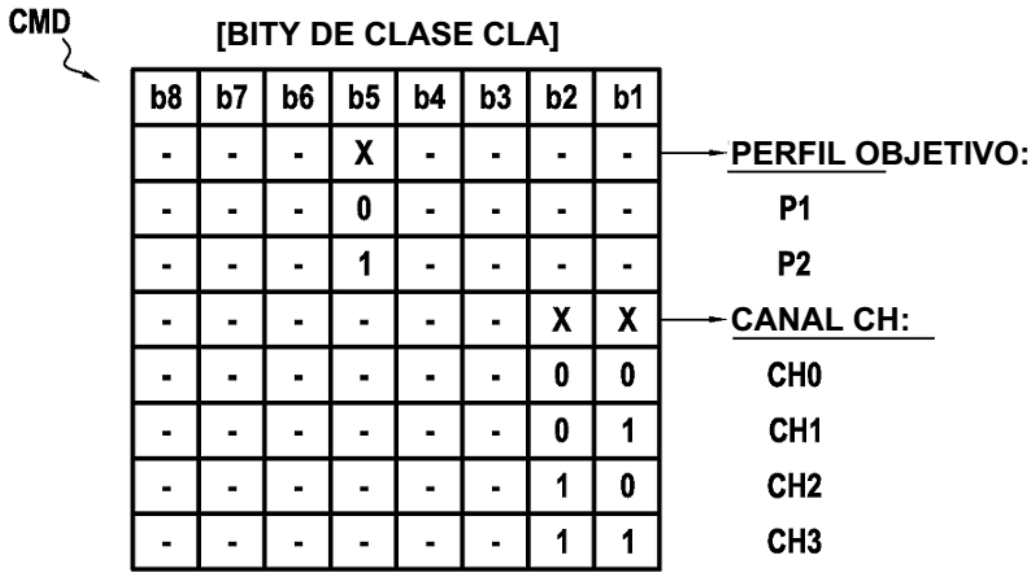 CMD
[BITY DE CLASE CLA]
b8 b7 b6 b5 b4 b3 b2 b1
- - - X - - - - PERFIL OBJETIVO:
- - - 0 - - - - P1
- - - 1 - - - - P2
- - - - - - X X CANAL CH:
- - - - - - 0 0 CH0
- - - - - - 0 1 CH1
- - - - - - 1 0 CH2
- - - - - - 1 1 CH3